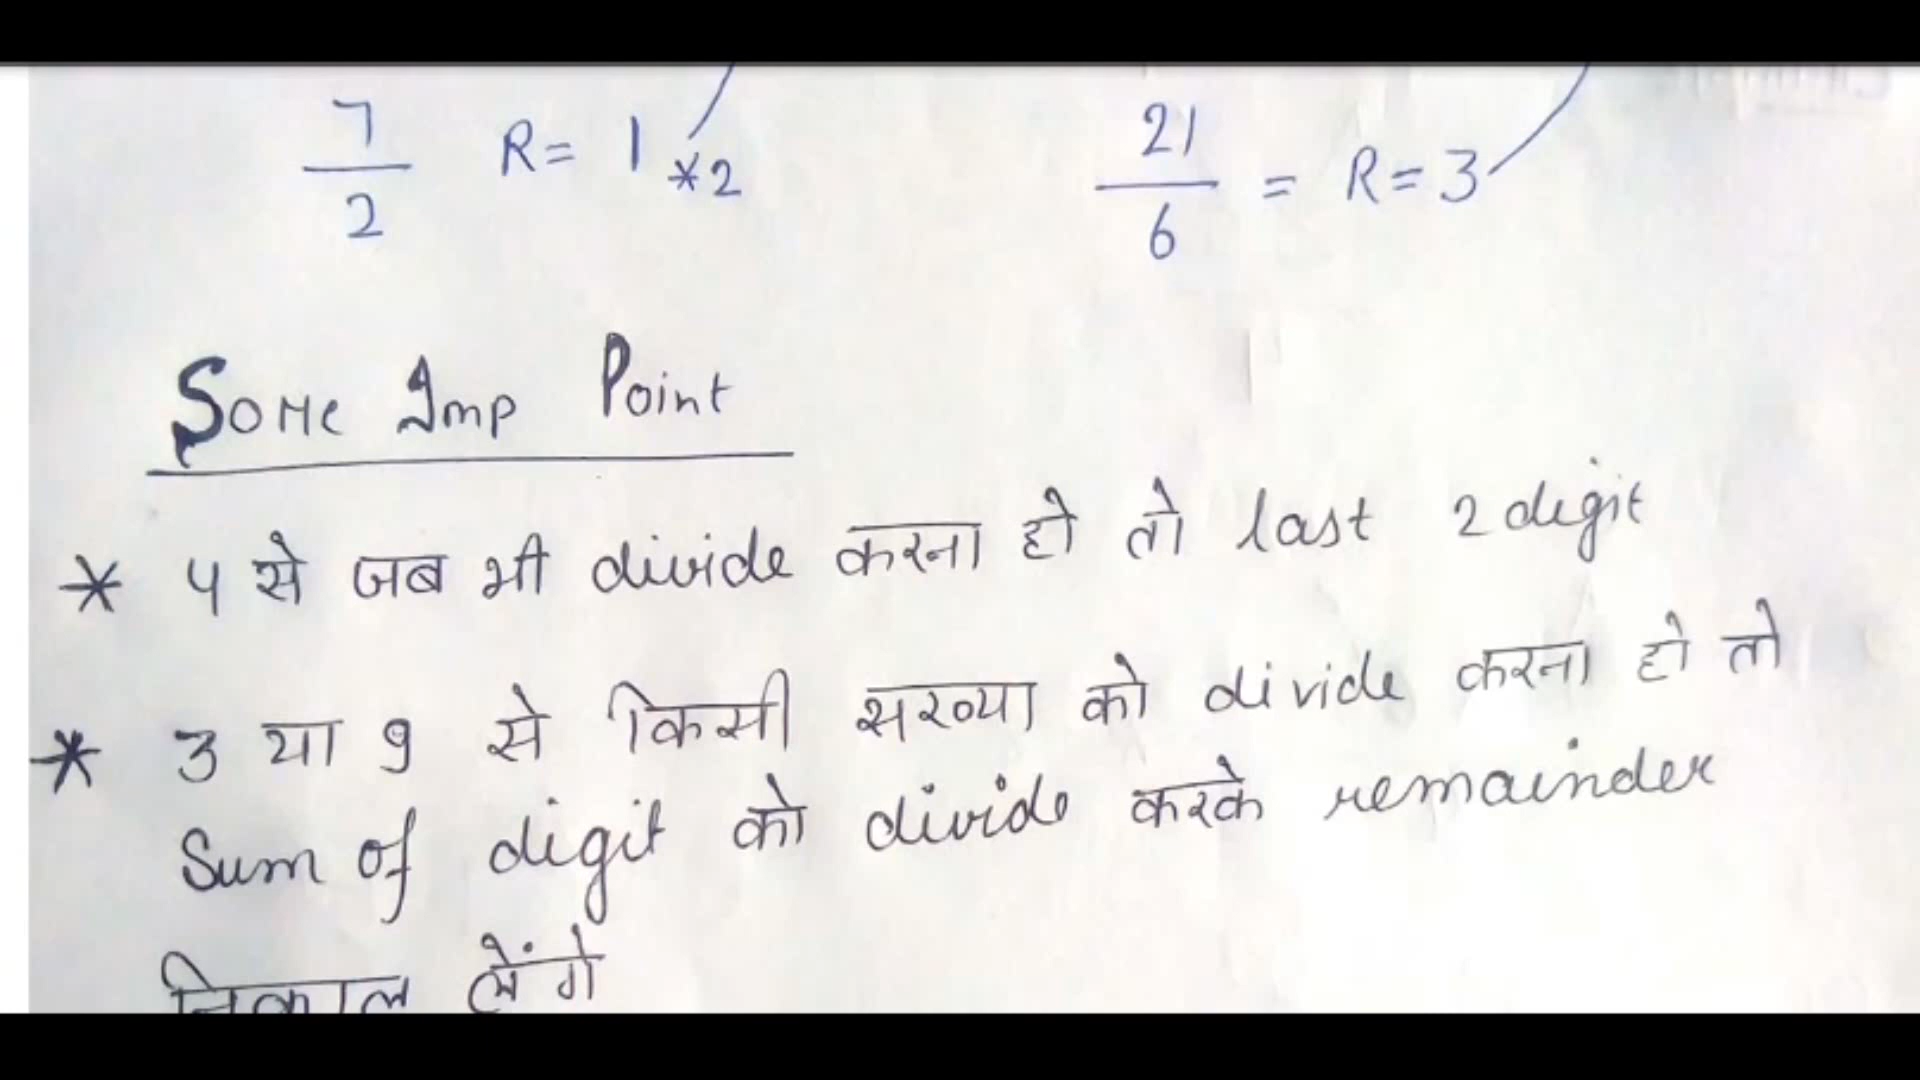 7
2
R = 1 *2
21
6
= R = 3
Some Imp Point
* 4 से जब भी divide करना हो तो last 2 digit
* 3 या 9 से किसी सख्या को divide करना हो तो
Sum of digit को divide करके remainder
निकाल लेंगे